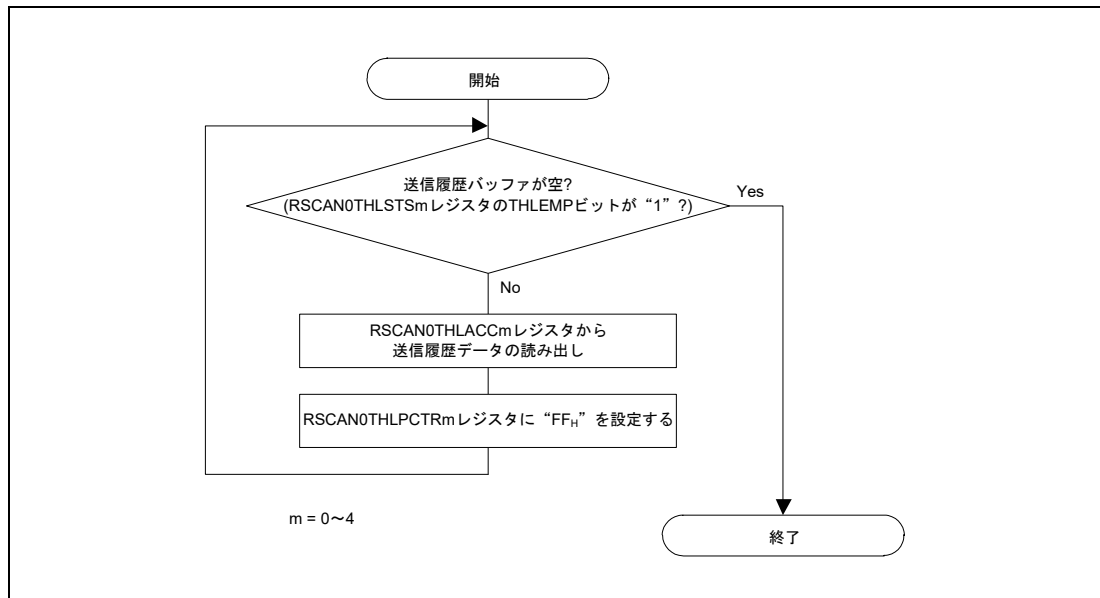 開始
送信履歴バッファが空?
(RSCAN0THLSTSmレジスタのTHLEMPビットが“1”?)
Yes
No
RSCAN0THLACCmレジスタから
送信履歴データの読み出し
RSCAN0THLPCTRmレジスタに“FFH”を設定する
m = 0～4
終了